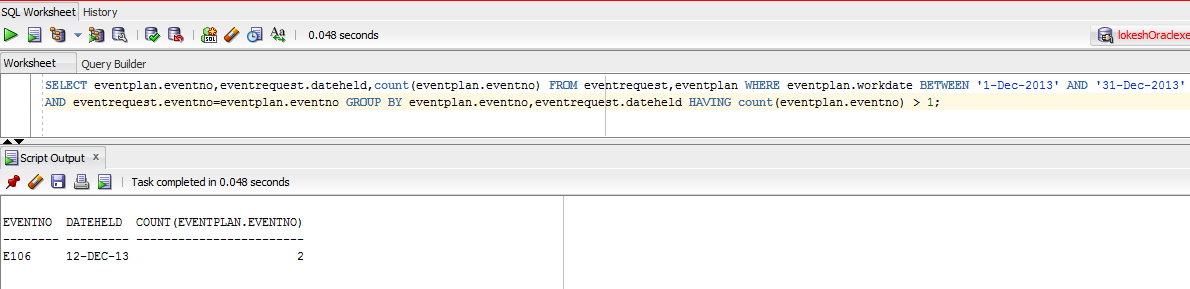 SQL Worksheet History
0.048 seconds
lokeshOraclexe
Worksheet Query Builder
SELECT eventplan.eventno,eventrequest.dateheld,count(eventplan.eventno) FROM eventrequest,eventplan WHERE eventplan.workdate BETWEEN '1-Dec-2013' AND '31-Dec-2013'
AND eventrequest.eventno=eventplan.eventno GROUP BY eventplan.eventno,eventrequest.dateheld HAVING count(eventplan.eventno) > 1;
Script Output x
Task completed in 0.048 seconds
EVENTNO DATEHELD COUNT(EVENTPLAN.EVENTNO)
-------- --------- ------------------------
E106 12-DEC-13 2